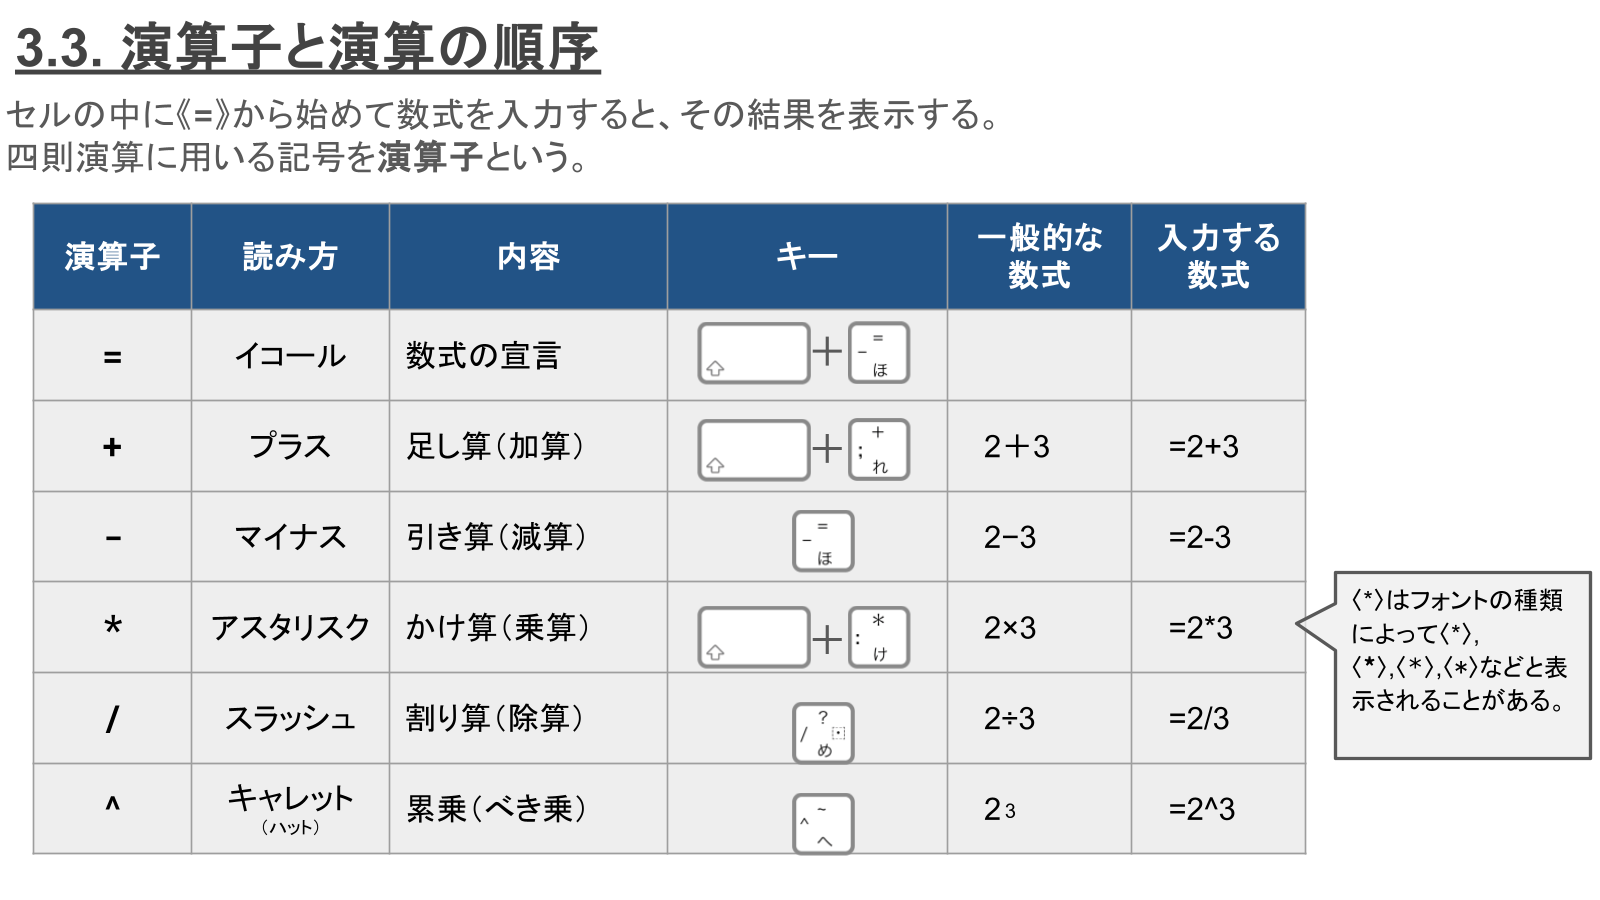 3.3. 演算子と演算の順序
セルの中に《=》から始めて数式を入力すると、その結果を表示する。
四則演算に用いる記号を演算子という。
演算子 読み方 内容 キー 一般的な数式 入力する数式
= イコール 数式の宣言 ＋ = - ほ
+ プラス 足し算（加算） ＋ + ; れ 2＋3 =2+3
− マイナス 引き算（減算） = - ほ 2−3 =2-3
* アスタリスク かけ算（乗算） ＋ * : け 2×3 =2*3
/ スラッシュ 割り算（除算） ? / ・ め 2÷3 =2/3
^ キャレット（ハット） 累乗（べき乗） ~ ^ へ 2 3 =2^3
〈*〉はフォントの種類
によって〈*〉,
〈*〉,〈＊〉,〈∗〉などと表
示されることがある。